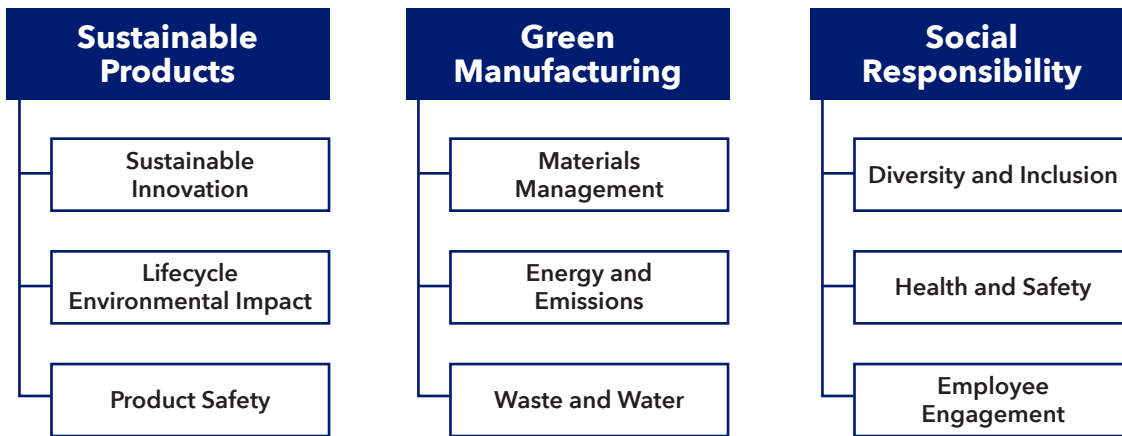 Sustainable
Products
Sustainable
Innovation
Lifecycle
Environmental Impact
Product Safety
Green
Manufacturing
Materials
Management
Energy and
Emissions
Waste and Water
Social
Responsibility
Diversity and Inclusion
Health and Safety
Employee
Engagement